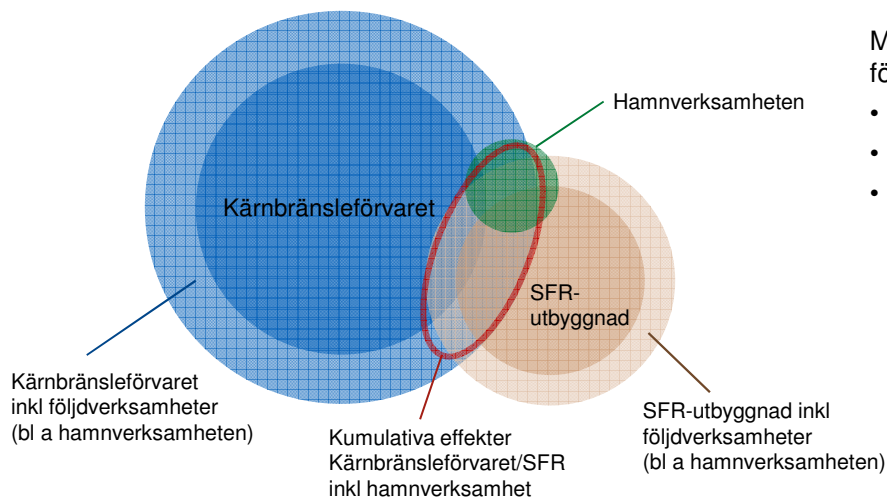 Hamnverksamheten
Kärnbränsleförvaret
SFR-
utbyggnad
Kärnbränsleförvaret
inkl följdverksamheter
(bl a hamnverksamheten)
Kumulativa effekter
Kärnbränsleförvaret/SFR
inkl hamnverksamhet
SFR-utbyggnad inkl
följdverksamheter
(bl a hamnverksamheten)